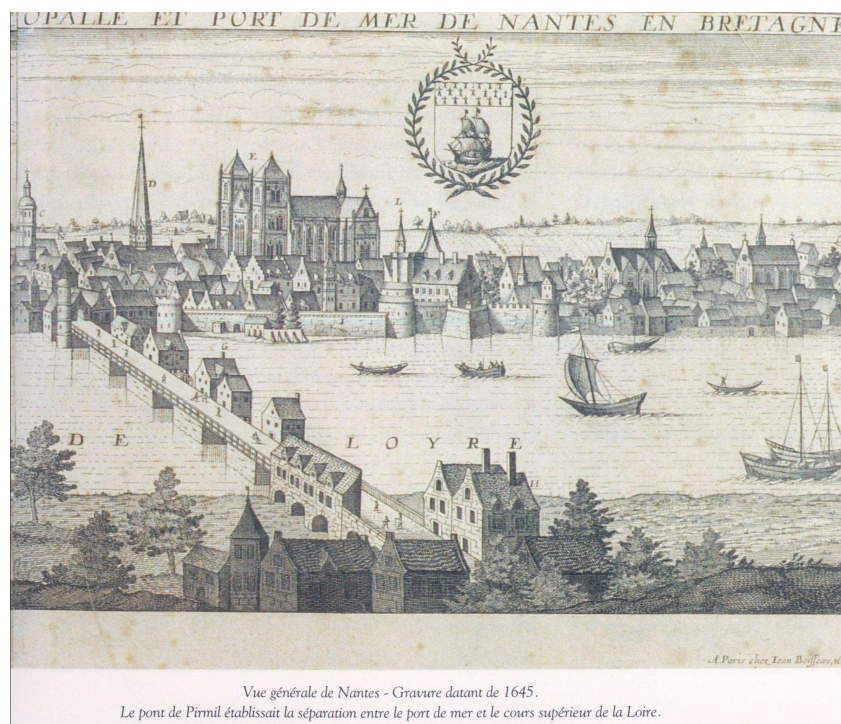 OPALLE ET PORT DE MER DE NANTES EN BRETAGNE
E
D
C
L F
G
DE LOYRE
H
A Paris chez Iean Boisseau,
Vue générale de Nantes - Gravure datant de 1645.
Le pont de Pirmil établissait la séparation entre le port de mer et le cours supérieur de la Loire.